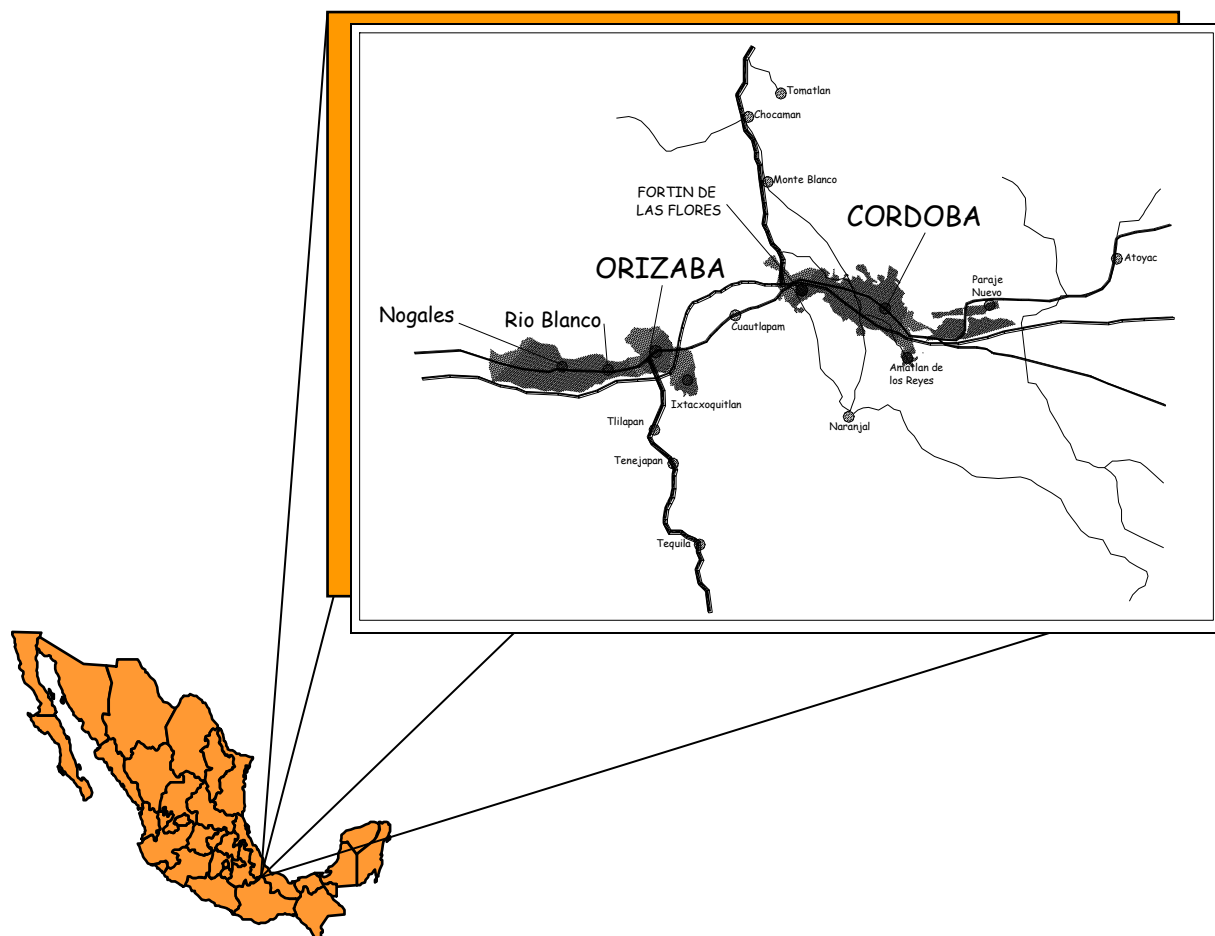 Tomatlan
Chocaman
Monte Blanco
FORTIN DE
LAS FLORES
CORDOBA
Atoyac
ORIZABA
Paraje
Nuevo
Nogales
Rio Blanco
Cuautlapam
Amatlan de
los Reyes
Ixtacxoquitlan
Tlilapan
Naranjal
Tenejapan
Tequila